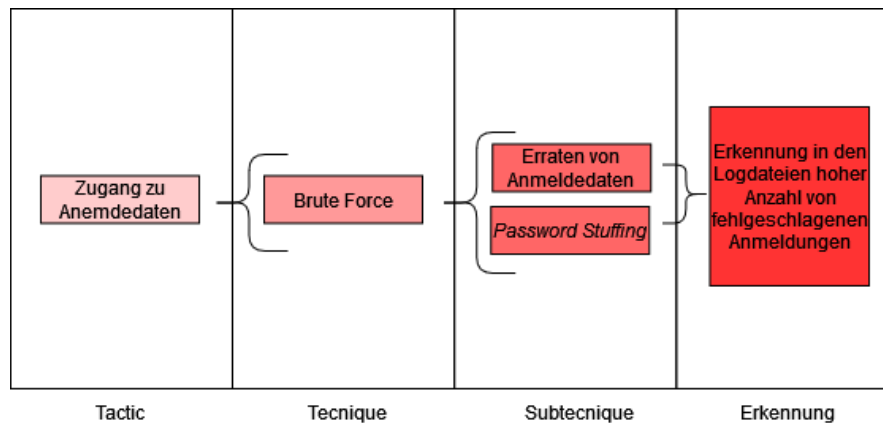 Zugang zu
Anemdedaten
Brute Force
Erraten von
Anmeldedaten
Password Stuffing
Erkennung in den
Logdateien hoher
Anzahl von
fehlgeschlagenen
Anmeldungen
Tactic
Tecnique
Subtecnique
Erkennung